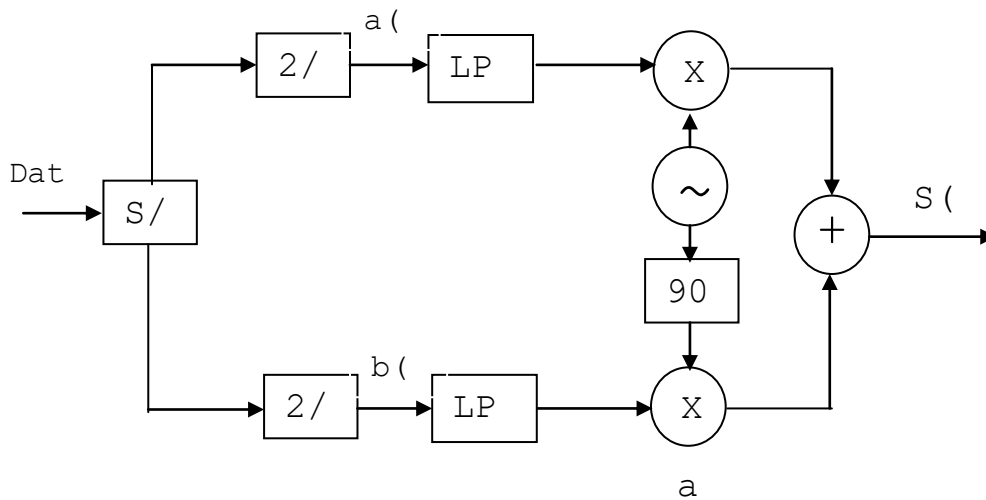 a(
2/
LP
X
Dat
S/
~
S(
+
90
b(
2/
LP
X
a